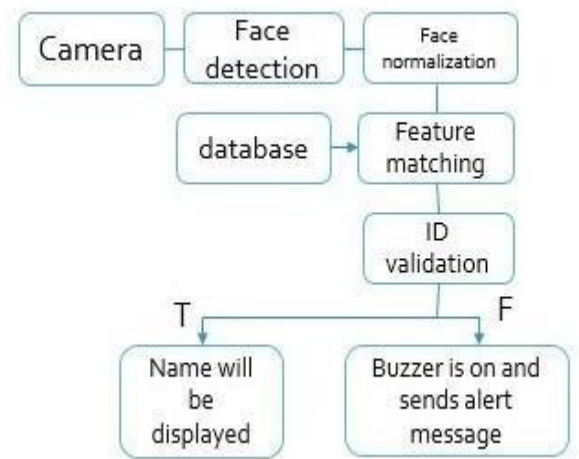 Camera
Face
detection
Face
normalization
database
Feature
matching
ID
validation
T
F
Name will
be
displayed
Buzzer is on and
sends alert
message